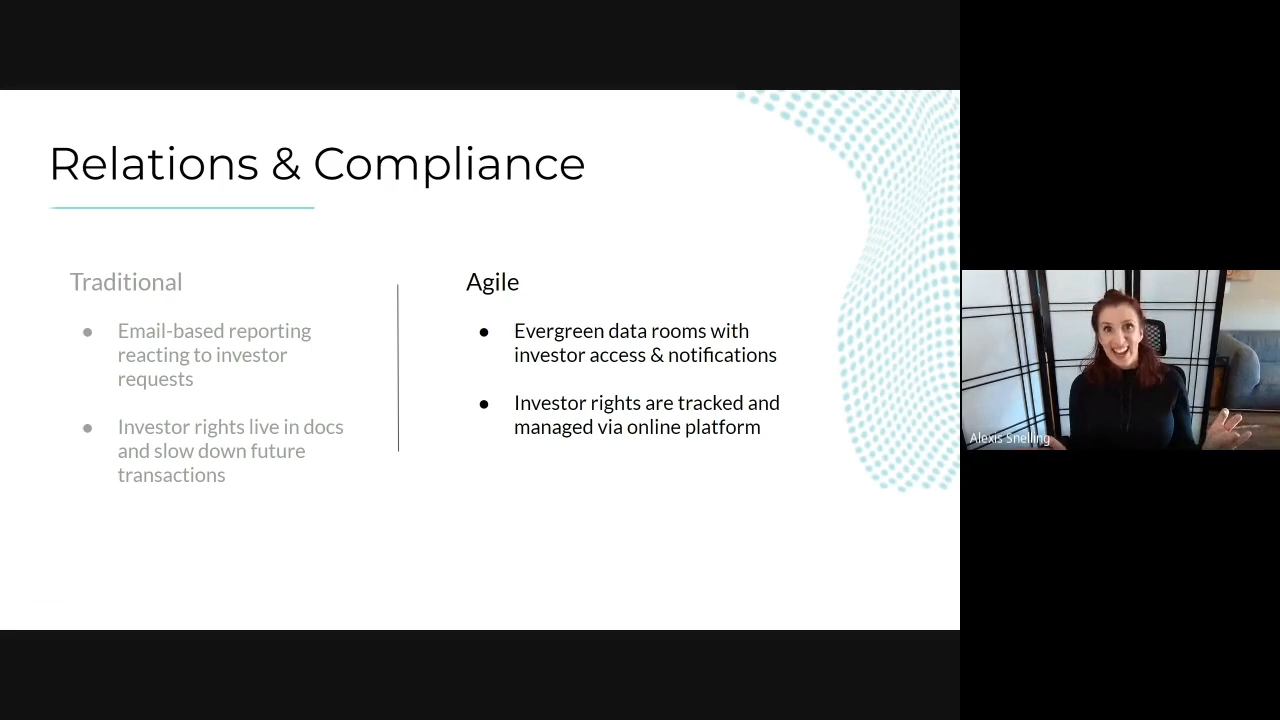 Relations & Compliance
Traditional
● Email-based reporting
reacting to investor
requests
● Investor rights live in docs
and slow down future
transactions
Agile
● Evergreen data rooms with
investor access & notifications
● Investor rights are tracked and
managed via online platform
Alexis Snelling